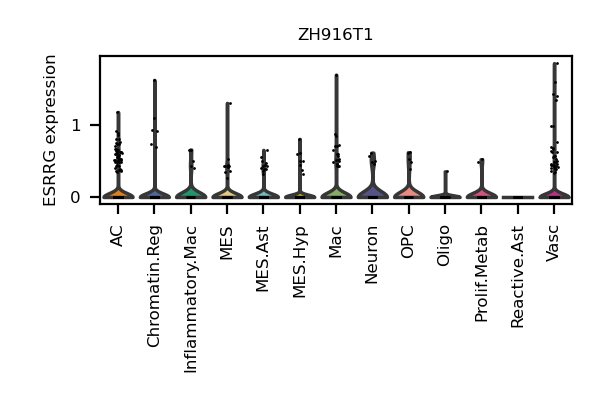 ZH916T1
ESRRG expression
1
0
AC
Chromatin.Reg
Inflammatory.Mac
MES
MES.Ast
MES.Hyp
Mac
Neuron
OPC
Oligo
Prolif.Metab
Reactive.Ast
Vasc